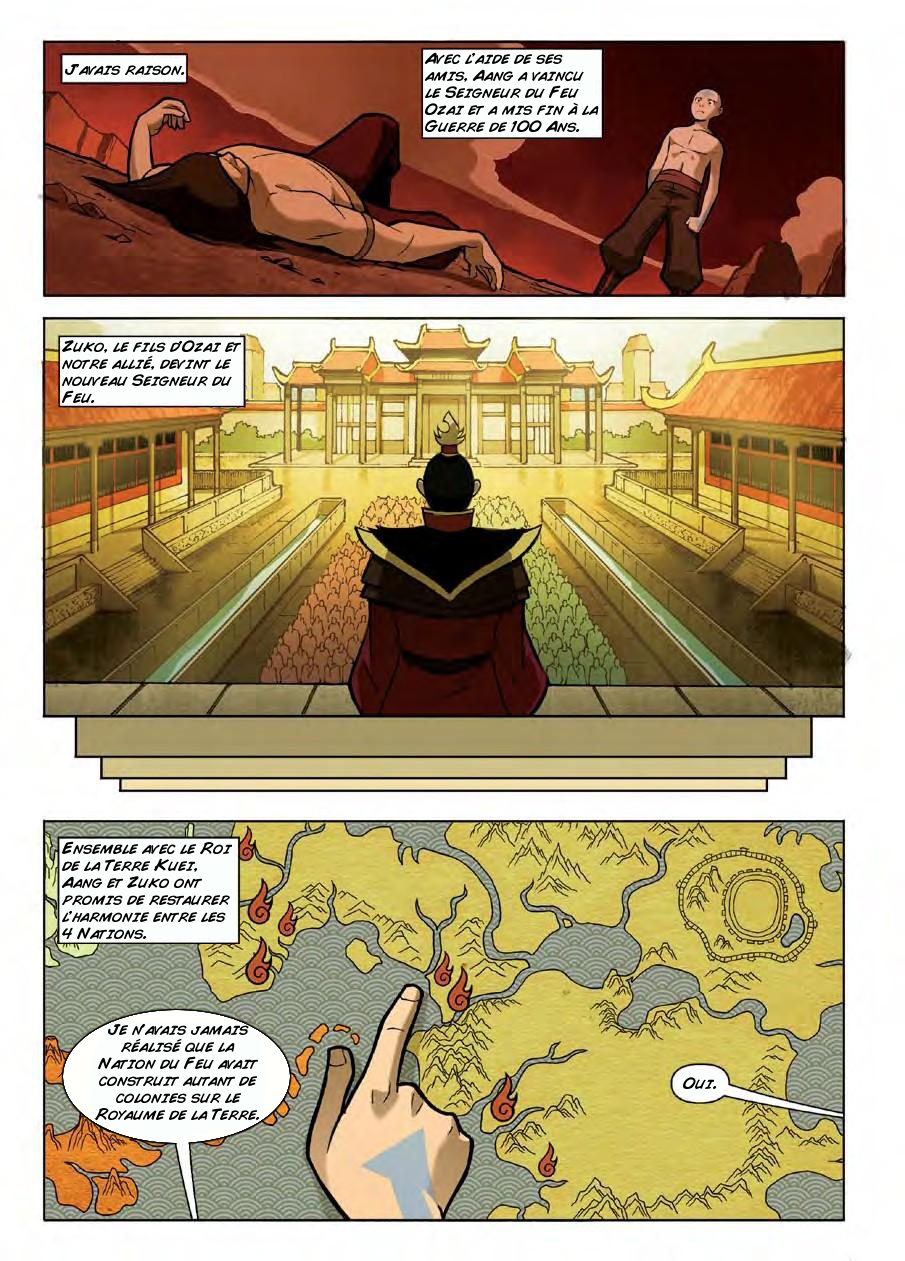 J'avais raison.
Avec l'aide de ses
amis, Aang a vaincu
le Seigneur du Feu
Ozai et a mis fin à la
Guerre de 100 Ans.
Zuko, le fils d'Ozai et
notre allié, devint le
nouveau Seigneur du
Feu.
Ensemble avec le Roi
de la Terre Kuei,
Aang et Zuko ont
promis de restaurer
l'harmonie entre les
4 Nations.
Je n'avais jamais
réalisé que la
Nation du Feu avait
construit autant de
colonies sur le
Royaume de la Terre.
Oui.